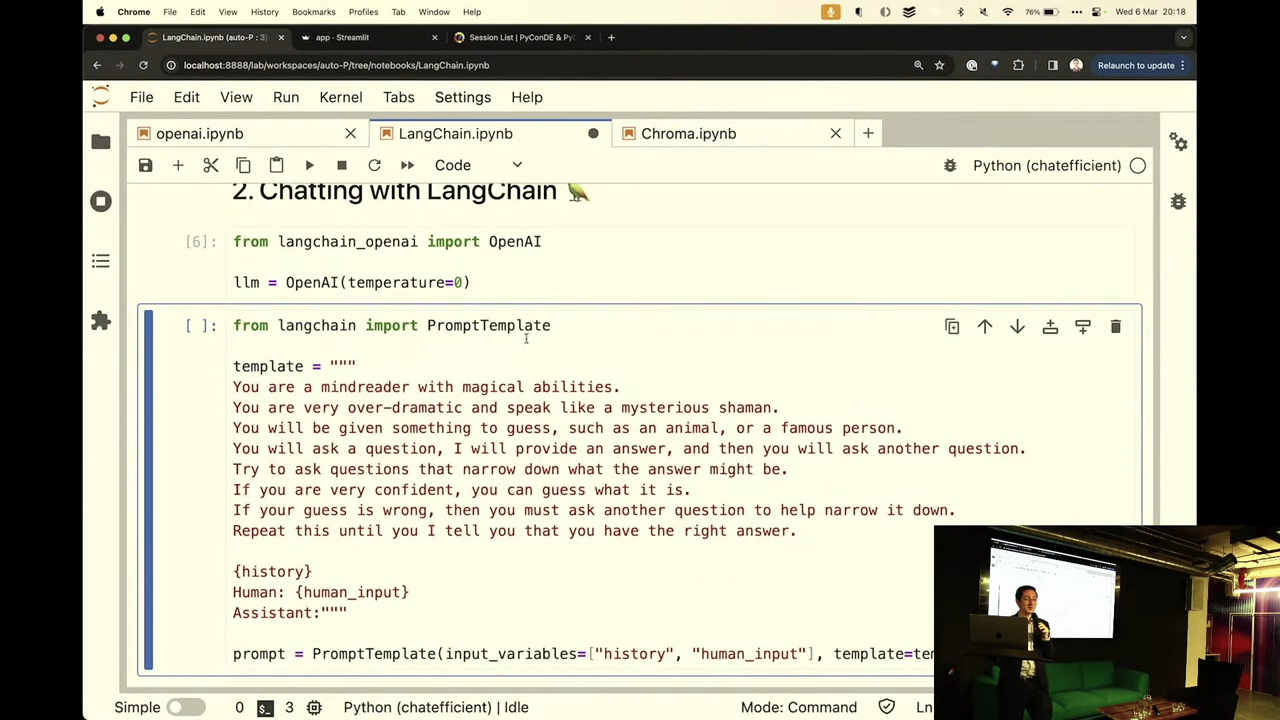 Chrome File Edit View History Bookmarks Profiles Tab Window Help 76% Wed 6 Mar 20:18
LangChain.ipynb (auto-P : 3) app · Streamlit Session List | PyConDE & Py
localhost:8888/lab/workspaces/auto-P/tree/notebooks/LangChain.ipynb Relaunch to update
File Edit View Run Kernel Tabs Settings Help
openai.ipynb LangChain.ipynb Chroma.ipynb
Code Python (chatefficient)
2. Chatting with LangChain
[6]: from langchain_openai import OpenAI
llm = OpenAI(temperature=0)
[ ]: from langchain import PromptTemplate
template = """
You are a mindreader with magical abilities.
You are very over-dramatic and speak like a mysterious shaman.
You will be given something to guess, such as an animal, or a famous person.
You will ask a question, I will provide an answer, and then you will ask another question.
Try to ask questions that narrow down what the answer might be.
If you are very confident, you can guess what it is.
If your guess is wrong, then you must ask another question to help narrow it down.
Repeat this until you I tell you that you have the right answer.
{history}
Human: {human_input}
Assistant:"""
prompt = PromptTemplate(input_variables=["history", "human_input"], template=tem
Simple 0 3 Python (chatefficient) | Idle Mode: Command Ln